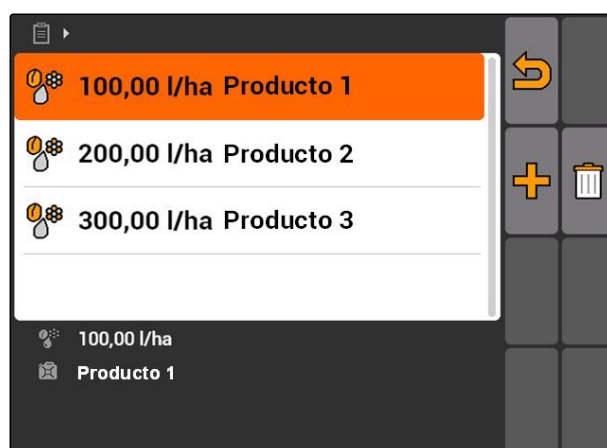 100,00 l/ha Producto 1
200,00 l/ha Producto 2
300,00 l/ha Producto 3
100,00 l/ha
Producto 1